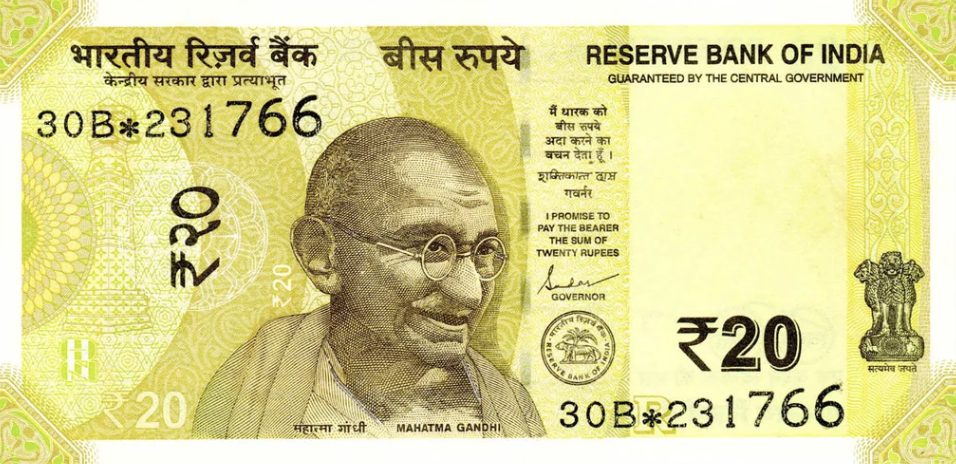 भारतीय रिज़र्व बैंक
केन्द्रीय सरकार द्वारा प्रत्याभूत
30B*231766
बीस रुपये
RESERVE BANK OF INDIA
GUARANTEED BY THE CENTRAL GOVERNMENT
₹२०
₹20
मैं धारक को
बीस रुपये
अदा करने का
वचन देता हूँ ।
शक्तिकान्त दास
गवर्नर
I PROMISE TO
PAY THE BEARER
THE SUM OF
TWENTY RUPEES
GOVERNOR
भारतीय रिज़र्व बैंक
RESERVE BANK OF INDIA
₹20
सत्यमेव जयते
₹20
30B*231766
महात्मा गांधी
MAHATMA GANDHI